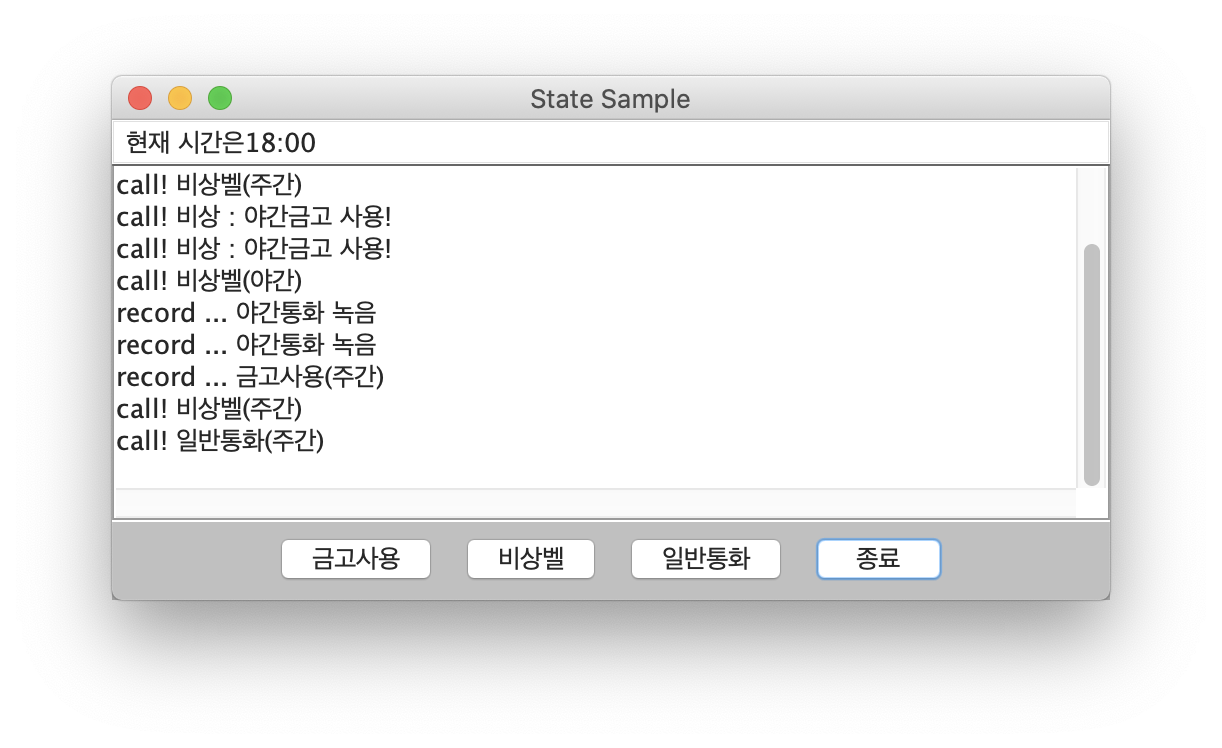 State Sample
현재 시간은18:00
call! 비상벨(주간)
call! 비상 : 야간금고 사용!
call! 비상 : 야간금고 사용!
call! 비상벨(야간)
record ... 야간통화 녹음
record ... 야간통화 녹음
record ... 금고사용(주간)
call! 비상벨(주간)
call! 일반통화(주간)
금고사용 비상벨 일반통화 종료